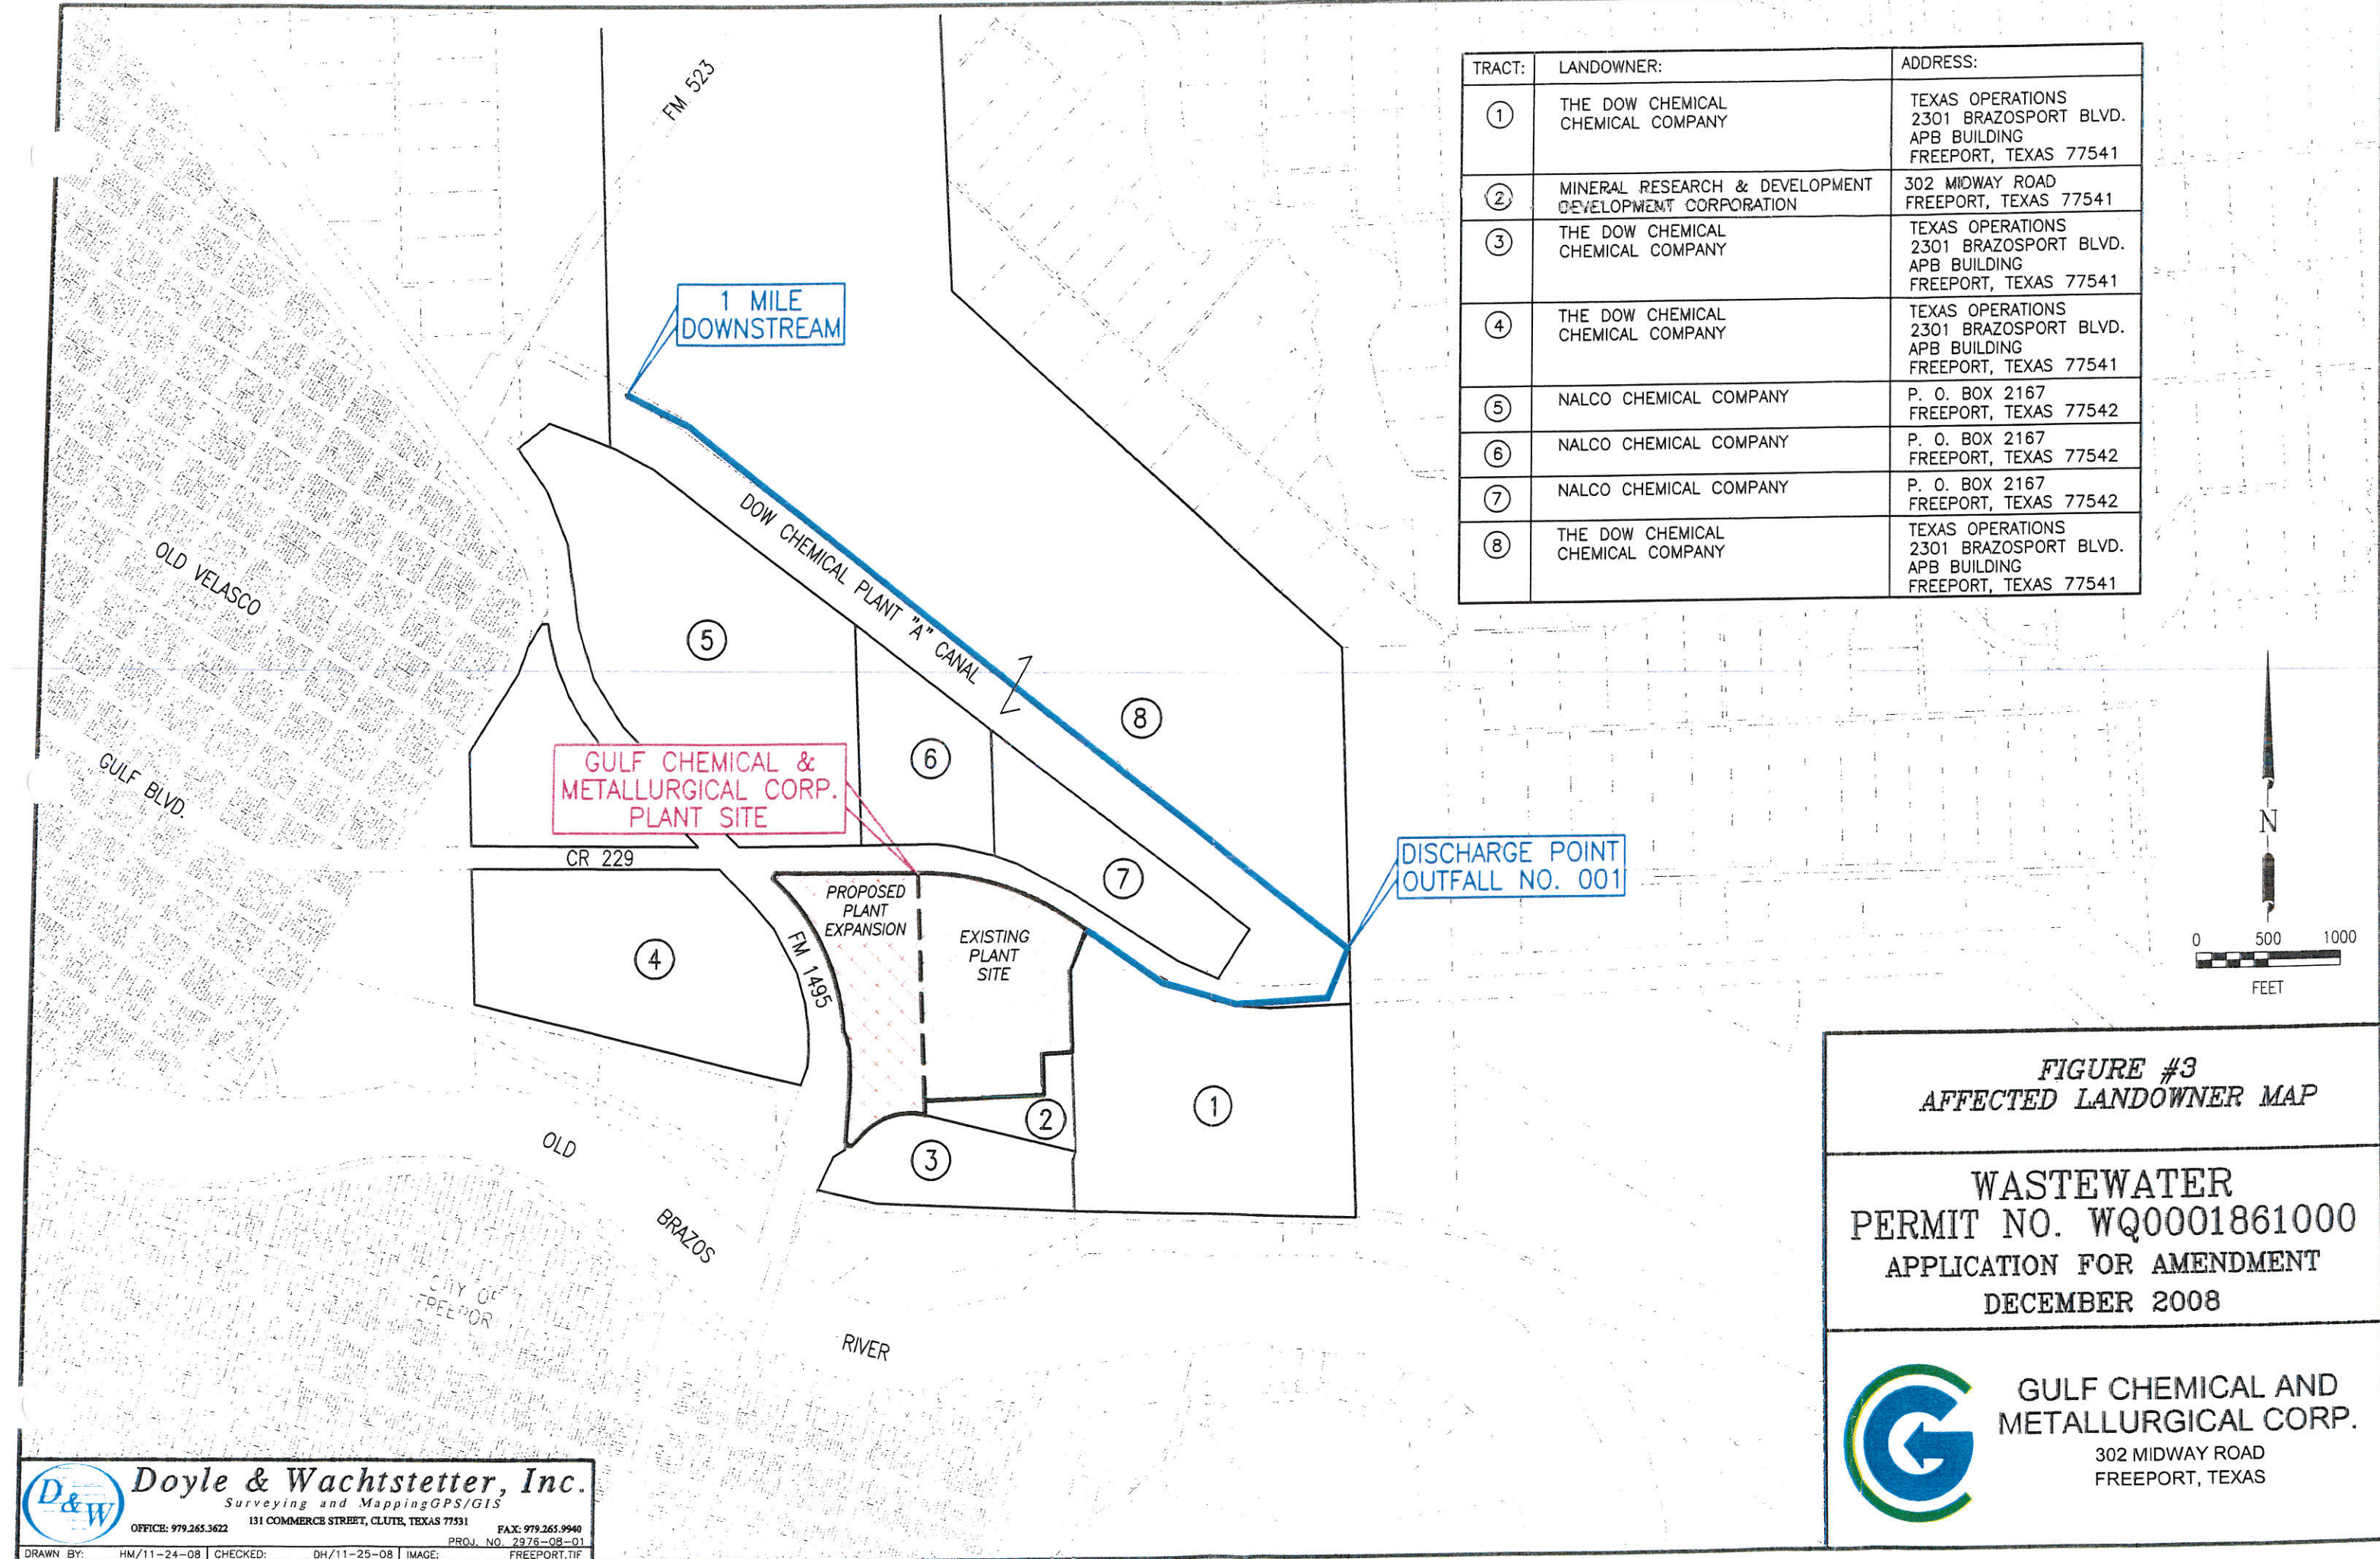 FM 523
1 MILE
DOWNSTREAM
DOW CHEMICAL PLANT "A" CANAL
OLD VELASCO
GULF BLVD.
5
6
8
GULF CHEMICAL &
METALLURGICAL CORP.
PLANT SITE
CR 229
7
DISCHARGE POINT
OUTFALL NO. 001
PROPOSED
PLANT
EXPANSION
EXISTING
PLANT
SITE
FM 1495
4
2
1
3
OLD
BRAZOS
RIVER
CITY OF
TRACT: LANDOWNER: ADDRESS:
1 THE DOW CHEMICAL TEXAS OPERATIONS
CHEMICAL COMPANY 2301 BRAZOSPORT BLVD.
APB BUILDING
FREEPORT, TEXAS 77541
2 MINERAL RESEARCH & DEVELOPMENT 302 MIDWAY ROAD
DEVELOPMENT CORPORATION FREEPORT, TEXAS 77541
3 THE DOW CHEMICAL TEXAS OPERATIONS
CHEMICAL COMPANY 2301 BRAZOSPORT BLVD.
APB BUILDING
FREEPORT, TEXAS 77541
4 THE DOW CHEMICAL TEXAS OPERATIONS
CHEMICAL COMPANY 2301 BRAZOSPORT BLVD.
APB BUILDING
FREEPORT, TEXAS 77541
5 NALCO CHEMICAL COMPANY P. O. BOX 2167
FREEPORT, TEXAS 77542
6 NALCO CHEMICAL COMPANY P. O. BOX 2167
FREEPORT, TEXAS 77542
7 NALCO CHEMICAL COMPANY P. O. BOX 2167
FREEPORT, TEXAS 77542
8 THE DOW CHEMICAL TEXAS OPERATIONS
CHEMICAL COMPANY 2301 BRAZOSPORT BLVD.
APB BUILDING
FREEPORT, TEXAS 77541
N
0 500 1000
FEET
FIGURE #3
AFFECTED LANDOWNER MAP
WASTEWATER
PERMIT NO. WQ0001861000
APPLICATION FOR AMENDMENT
DECEMBER 2008
GULF CHEMICAL AND
METALLURGICAL CORP.
302 MIDWAY ROAD
FREEPORT, TEXAS
D&W
Doyle & Wachtstetter, Inc.
Surveying and Mapping GPS/GIS
131 COMMERCE STREET, CLUTE, TEXAS 77531
OFFICE: 979.265.3622 FAX: 979.265.9940
PROJ. NO. 2976-08-01
DRAWN BY: HM/11-24-08 CHECKED: DH/11-25-08 IMAGE: FREEPORT.TIF